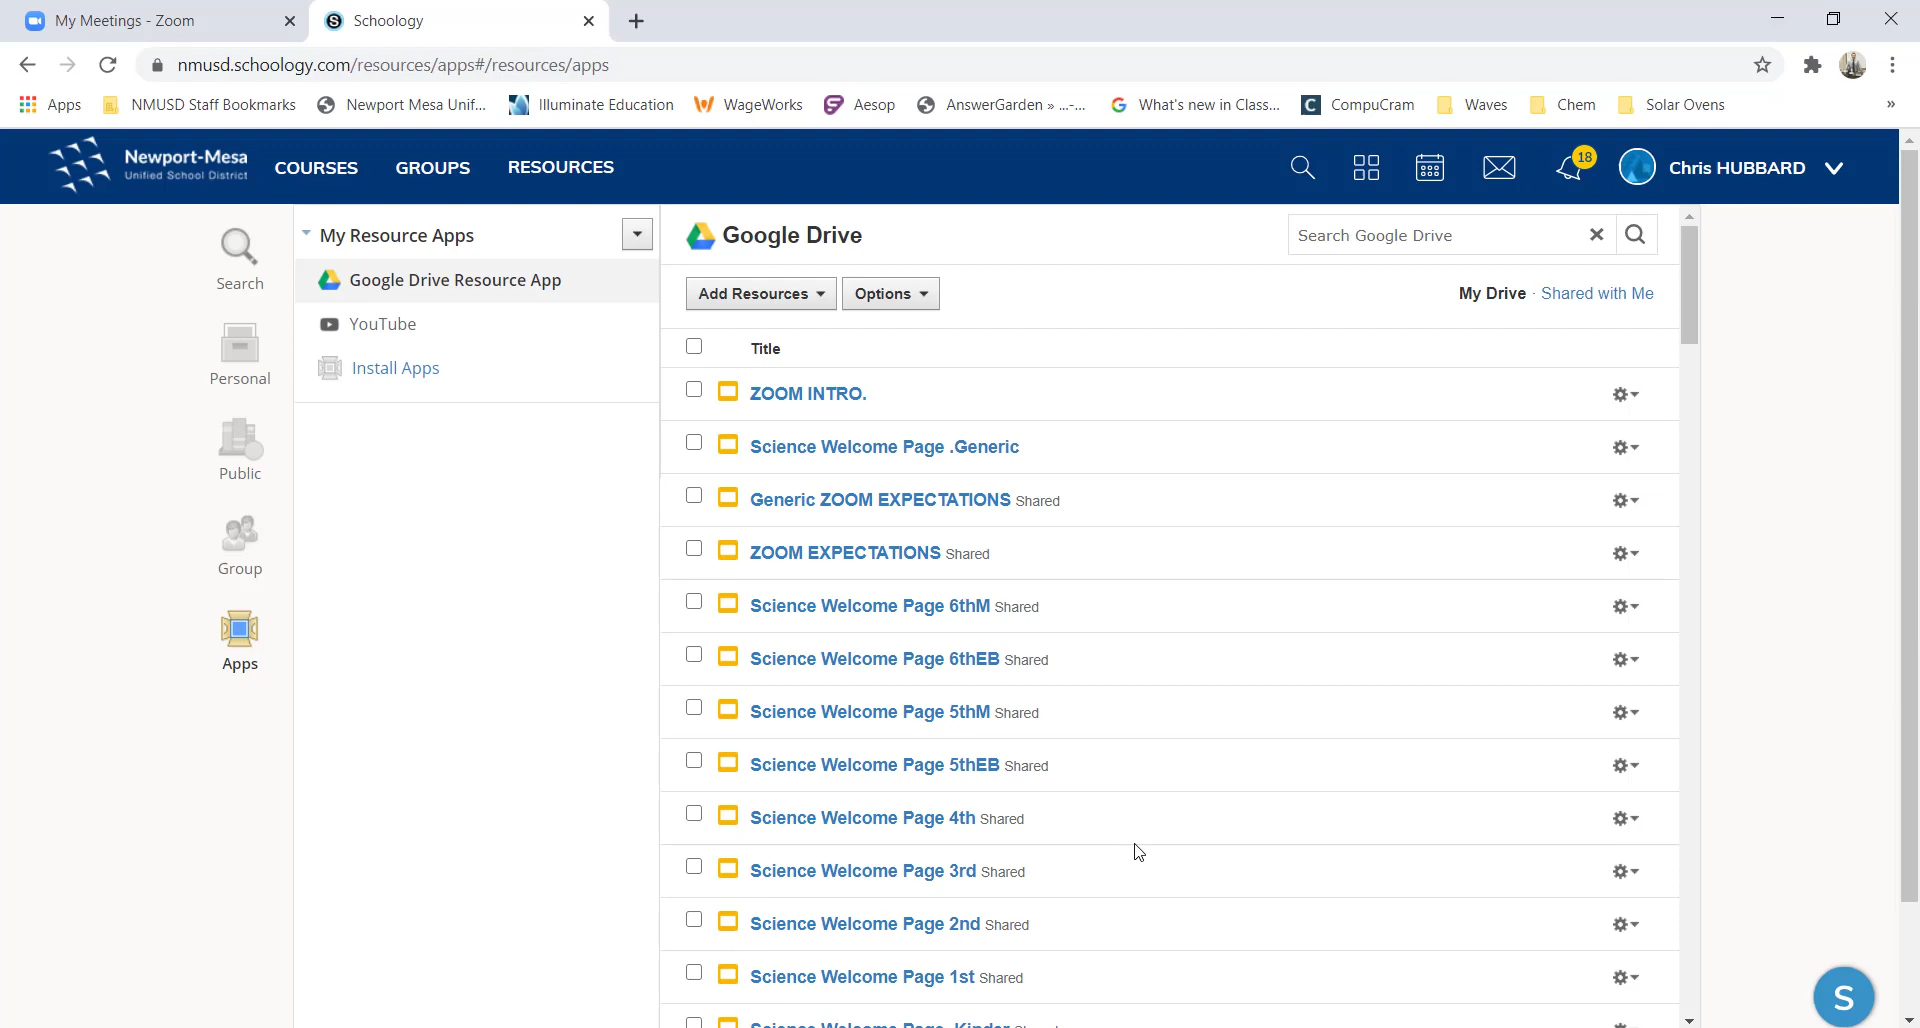 My Meetings - Zoom
Schoology
nmusd.schoology.com/resources/apps#/resources/apps
Apps
NMUSD Staff Bookmarks
Newport Mesa Unif...
Illuminate Education
WageWorks
Aesop
AnswerGarden » ...-...
What's new in Class...
CompuCram
Waves
Chem
Solar Ovens
»
Newport-Mesa
Unified School District
COURSES
GROUPS
RESOURCES
18
Chris HUBBARD
Search
Personal
Public
Group
Apps
My Resource Apps
Google Drive Resource App
YouTube
Install Apps
Google Drive
Search Google Drive
Add Resources
Options
My Drive · Shared with Me
Title
ZOOM INTRO.
Science Welcome Page .Generic
Generic ZOOM EXPECTATIONS Shared
ZOOM EXPECTATIONS Shared
Science Welcome Page 6thM Shared
Science Welcome Page 6thEB Shared
Science Welcome Page 5thM Shared
Science Welcome Page 5thEB Shared
Science Welcome Page 4th Shared
Science Welcome Page 3rd Shared
Science Welcome Page 2nd Shared
Science Welcome Page 1st Shared
Science Welcome Page .Kinder
S